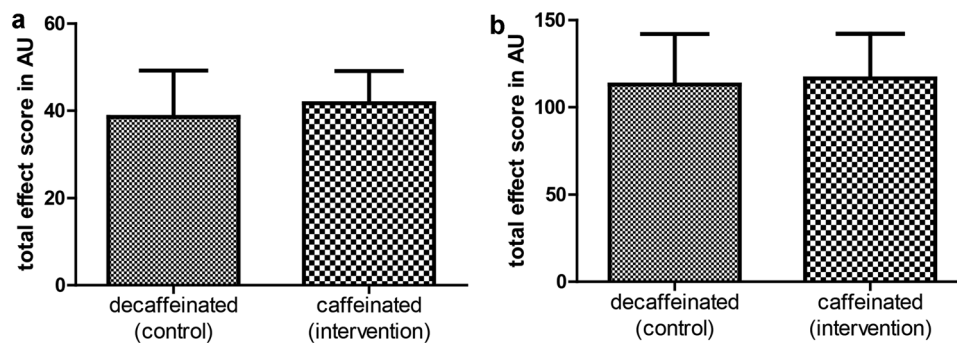 a
total effect score in AU
60
40
20
0
decaffeinated
(control)
caffeinated
(intervention)
b
total effect score in AU
150
100
50
0
decaffeinated
(control)
caffeinated
(intervention)